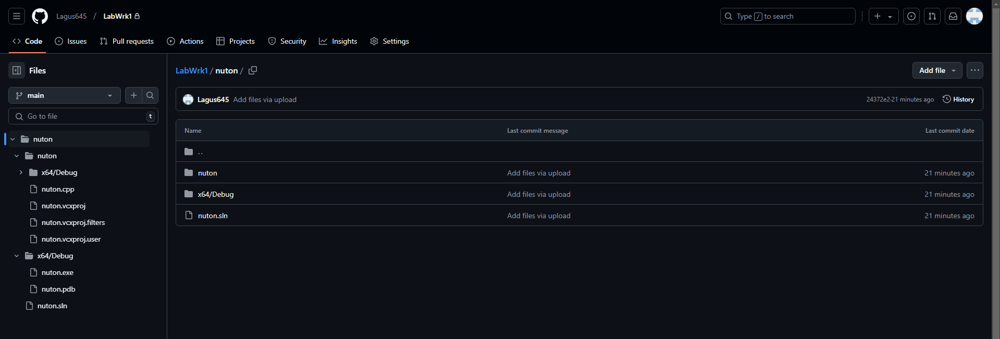 Lagus645 / LabWrk1
Type / to search
Code Issues Pull requests Actions Projects Security Insights Settings
Files
main
Go to file t
nuton
nuton
x64/Debug
nuton.cpp
nuton.vcxproj
nuton.vcxproj.filters
nuton.vcxproj.user
x64/Debug
nuton.exe
nuton.pdb
nuton.sln
LabWrk1 / nuton /
Add file
Lagus645 Add files via upload
24372e2 · 21 minutes ago History
Name Last commit message Last commit date
..
nuton Add files via upload 21 minutes ago
x64/Debug Add files via upload 21 minutes ago
nuton.sln Add files via upload 21 minutes ago